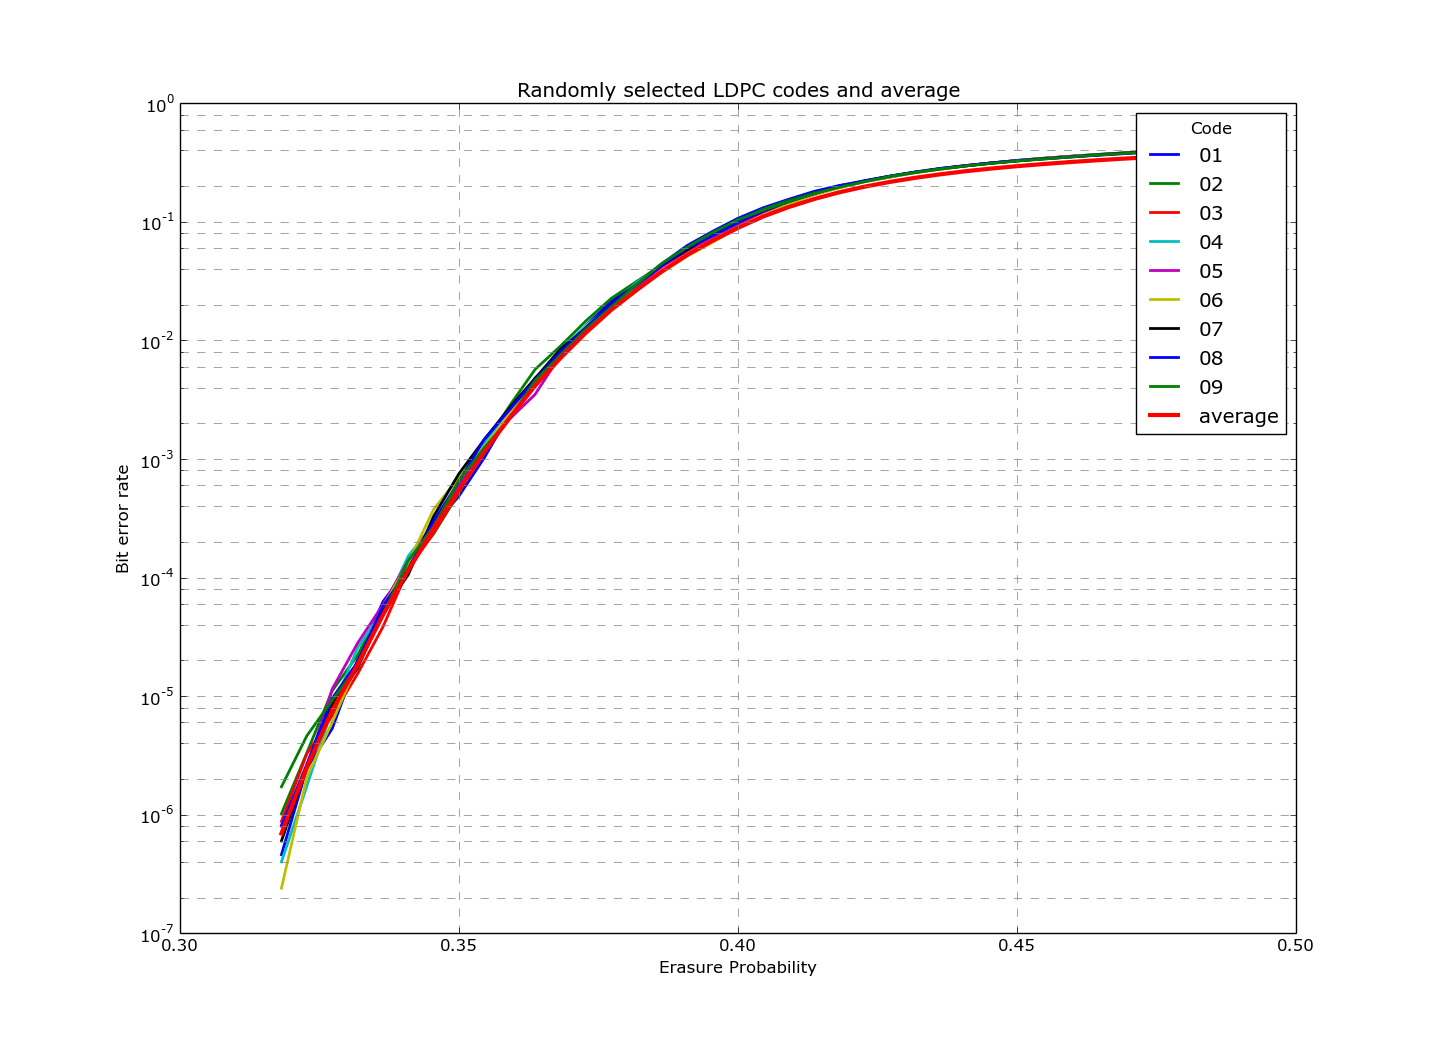 Randomly selected LDPC codes and average
10^0
10^-1
10^-2
10^-3
10^-4
10^-5
10^-6
10^-7
Bit error rate
0.30 0.35 0.40 0.45 0.50
Erasure Probability
Code
01
02
03
04
05
06
07
08
09
average